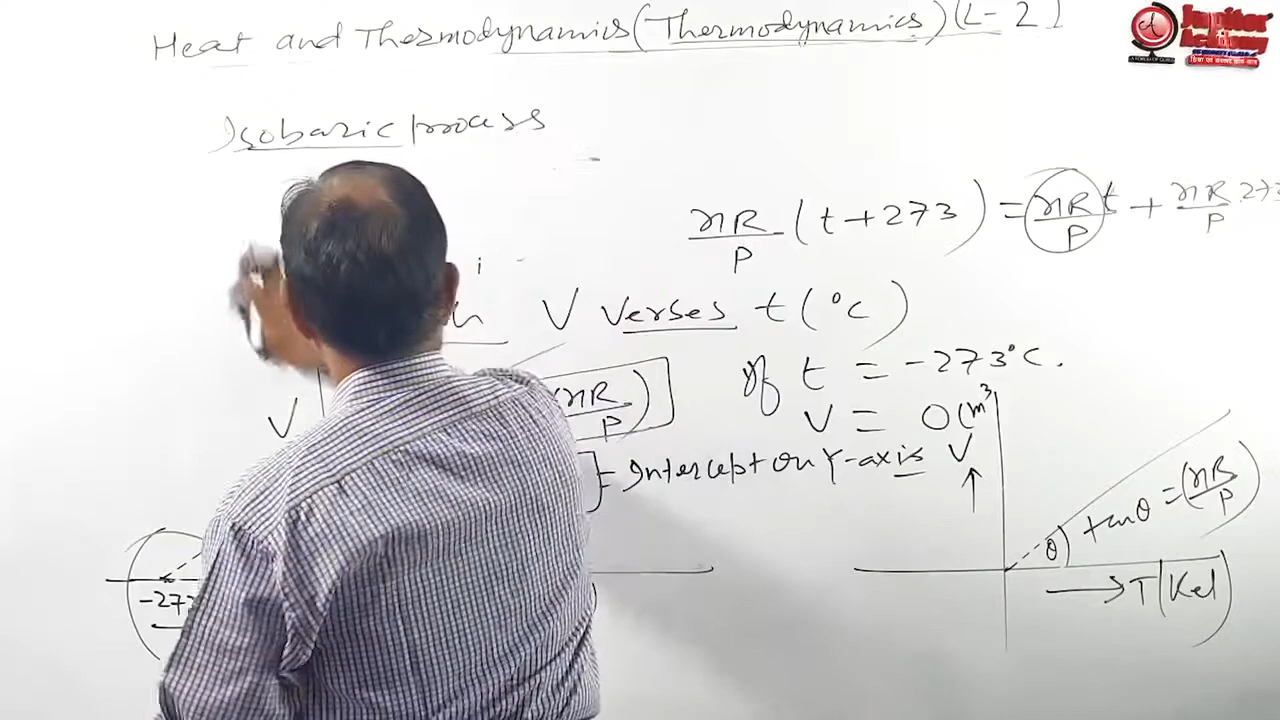 Heat and Thermodynamics (Thermodynamics) (L-2]
Jupiter
Academy
Isobaric process
nR/P (t+273) = nR/P t + nR/P 273
V verses t (°C)
If t = -273°C.
V = 0(m³
V
(nR/P)
= Intercept on Y-axis
V
tanθ = (nR/P)
θ
-273
T(Kel)